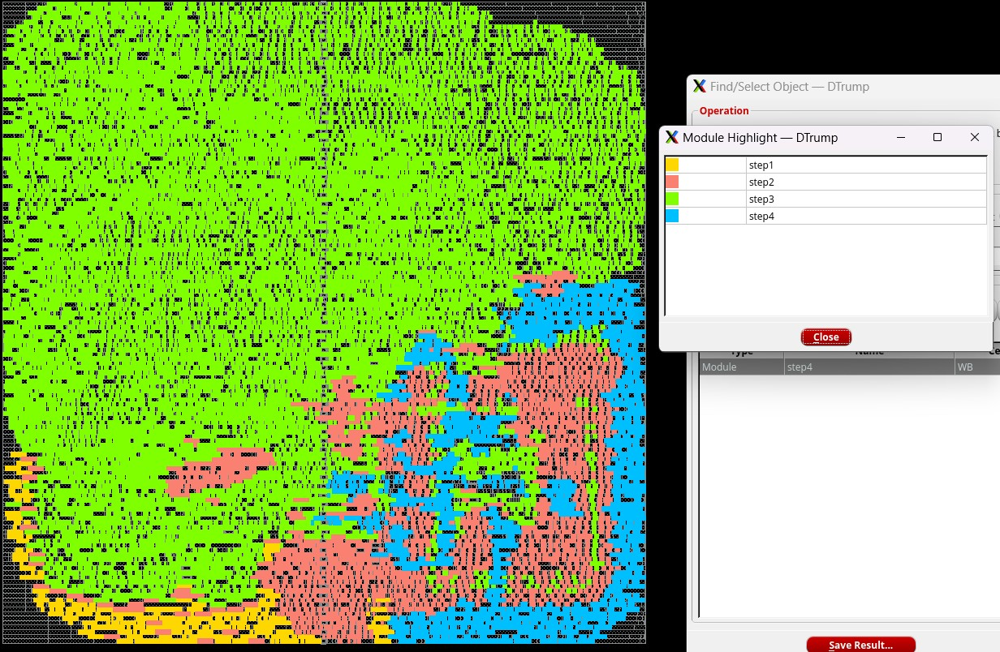 Find/Select Object — DTrump
Operation
Module Highlight — DTrump
step1
step2
step3
step4
Close
Type Name
Module step4 WB
Save Result...